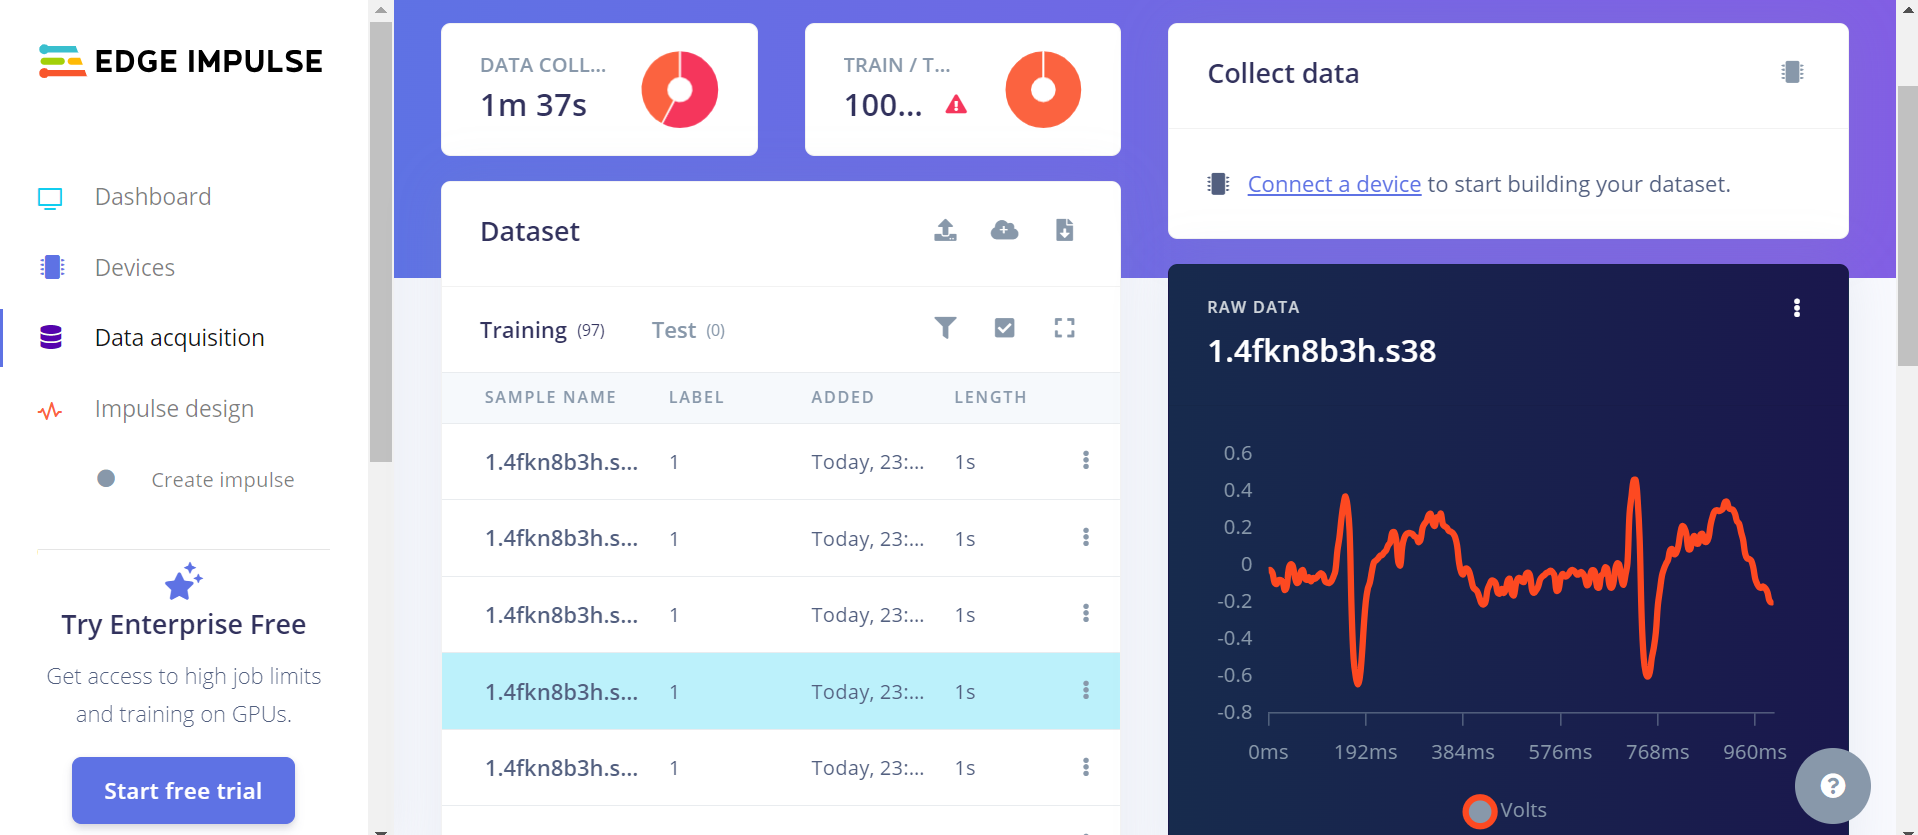 EDGE IMPULSE
Dashboard
Devices
Data acquisition
Impulse design
Create impulse
Try Enterprise Free
Get access to high job limits
and training on GPUs.
Start free trial
DATA COLL...
1m 37s
TRAIN / T...
100...
Dataset
Training (97) Test (0)
SAMPLE NAME LABEL ADDED LENGTH
1.4fkn8b3h.s... 1 Today, 23:... 1s
1.4fkn8b3h.s... 1 Today, 23:... 1s
1.4fkn8b3h.s... 1 Today, 23:... 1s
1.4fkn8b3h.s... 1 Today, 23:... 1s
1.4fkn8b3h.s... 1 Today, 23:... 1s
Collect data
Connect a device to start building your dataset.
RAW DATA
1.4fkn8b3h.s38
0.6
0.4
0.2
0
-0.2
-0.4
-0.6
-0.8
0ms 192ms 384ms 576ms 768ms 960ms
Volts
?